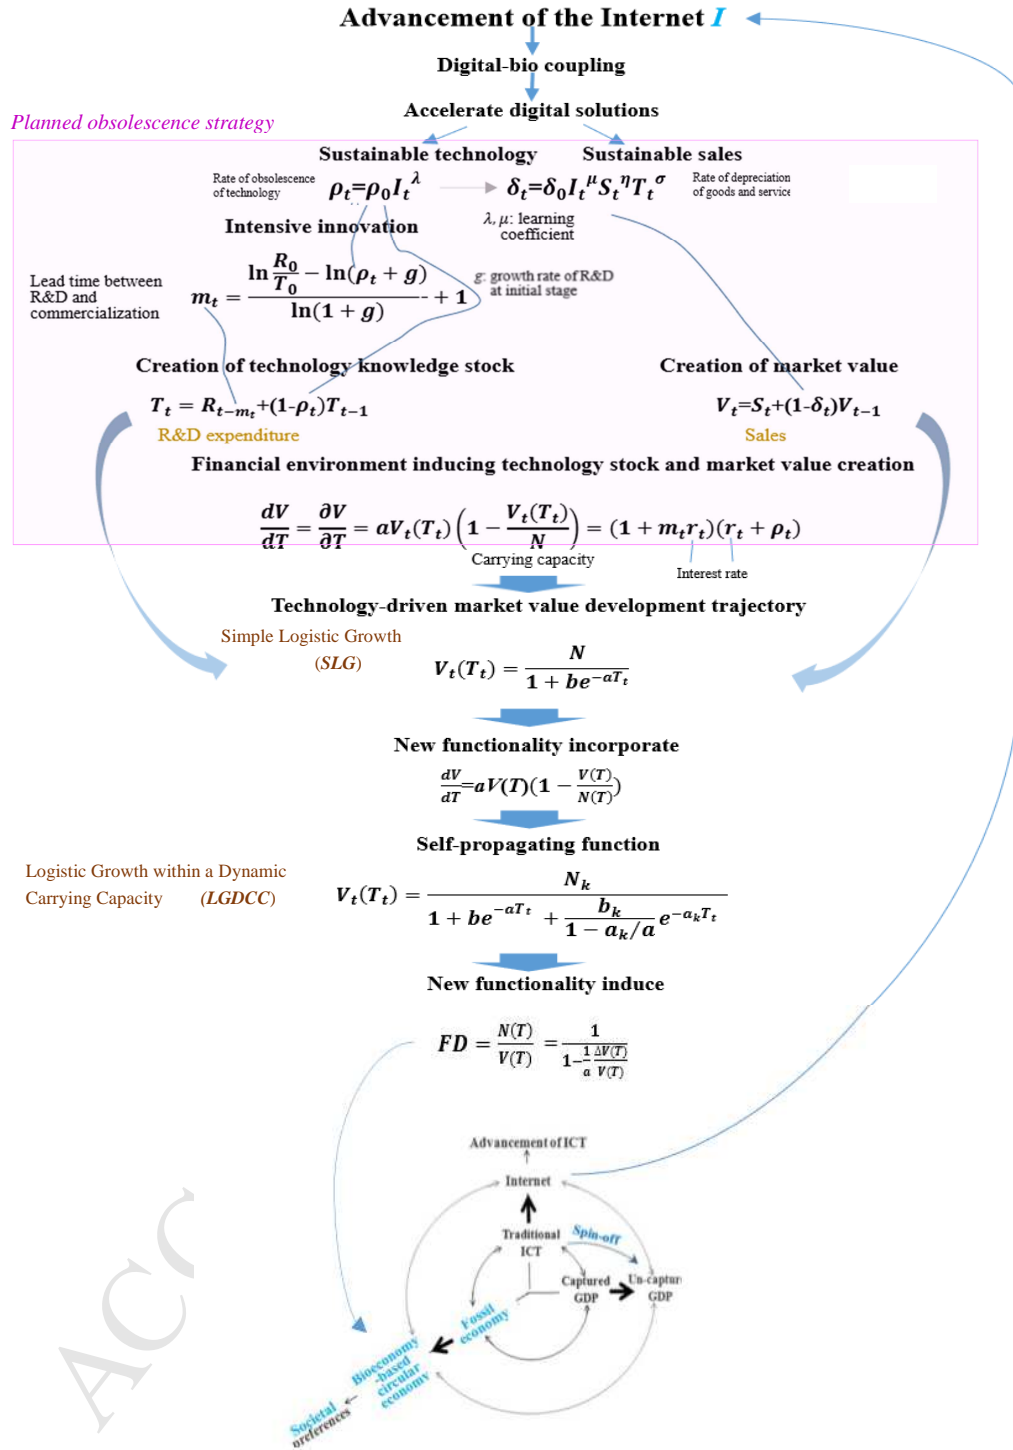 Advancement of the Internet I
Digital-bio coupling
Accelerate digital solutions
Planned obsolescence strategy
Sustainable technology
Sustainable sales
Rate of obsolescence
of technology
ρₜ=ρ₀Iₜ^λ
δₜ=δ₀Iₜ^μSₜ^ηTₜ^σ
Rate of depreciation
of goods and service
λ, μ: learning
coefficient
Intensive innovation
Lead time between
R&D and
commercialization
mₜ = (ln R₀/T₀ − ln(ρₜ + g)) / ln(1 + g) + 1
g: growth rate of R&D
at initial stage
Creation of technology knowledge stock
Creation of market value
Tₜ = Rₜ₋ₘₜ+(1-ρₜ)Tₜ₋₁
Vₜ=Sₜ+(1-δₜ)Vₜ₋₁
R&D expenditure
Sales
Financial environment inducing technology stock and market value creation
dV/dT = ∂V/∂T = aVₜ(Tₜ) (1 − Vₜ(Tₜ)/N) = (1 + mₜrₜ)(rₜ + ρₜ)
Carrying capacity
Interest rate
Technology-driven market value development trajectory
Simple Logistic Growth
(SLG)
Vₜ(Tₜ) = N / (1 + be^(−aTₜ))
New functionality incorporate
dV/dT=aV(T)(1 − V(T)/N(T))
Self-propagating function
Logistic Growth within a Dynamic
Carrying Capacity (LGDCC)
Vₜ(Tₜ) = Nₖ / (1 + be^(−aTₜ) + bₖ/(1 − aₖ/a) e^(−aₖTₜ))
New functionality induce
FD = N(T)/V(T) = 1 / (1−(1/a)(ΔV(T)/V(T)))
Advancement of ICT
Internet
Traditional
ICT
Spin-off
Captured
GDP
Un-captur
GDP
Fossil
economy
Bioeconomy
-based
circular
economy
Societal
preferences
ACC